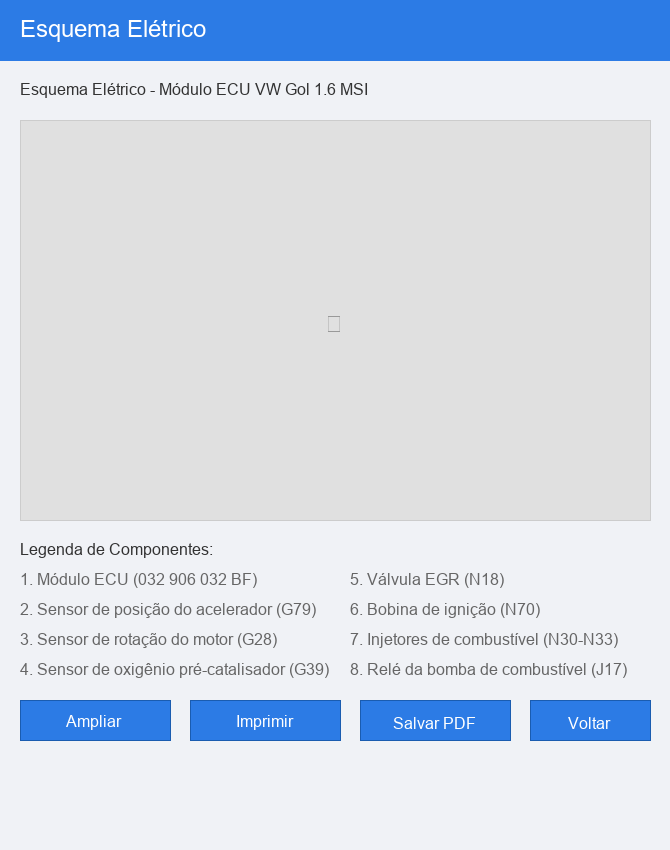 Esquema Elétrico
Esquema Elétrico - Módulo ECU VW Gol 1.6 MSI
Legenda de Componentes:
1. Módulo ECU (032 906 032 BF)
2. Sensor de posição do acelerador (G79)
3. Sensor de rotação do motor (G28)
4. Sensor de oxigênio pré-catalisador (G39)
5. Válvula EGR (N18)
6. Bobina de ignição (N70)
7. Injetores de combustível (N30-N33)
8. Relé da bomba de combustível (J17)
Ampliar
Imprimir
Salvar PDF
Voltar